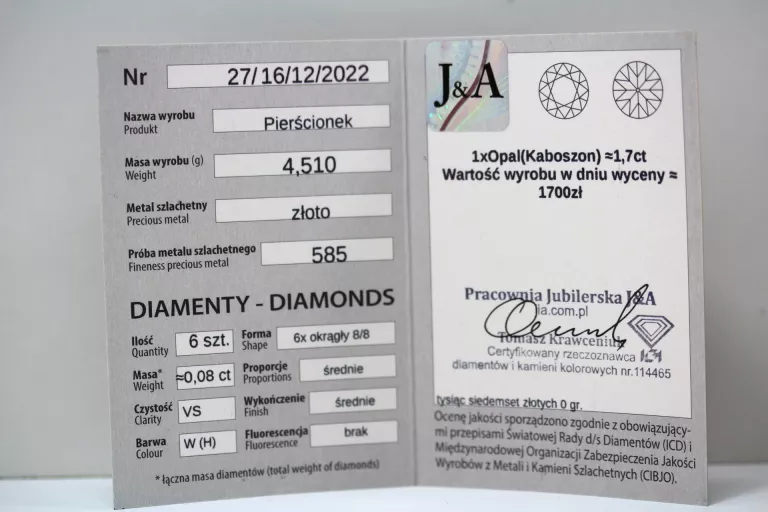 Nr 27/16/12/2022
Nazwa wyrobu
Produkt
Pierścionek
Masa wyrobu (g)
Weight
4,510
Metal szlachetny
Precious metal
złoto
Próba metalu szlachetnego
Fineness precious metal
585
DIAMENTY - DIAMONDS
Ilość
Quantity
6 szt.
Forma
Shape
6x okrągły 8/8
Masa*
Weight
≈0,08 ct
Proporcje
Proportions
średnie
Czystość
Clarity
VS
Wykończenie
Finish
średnie
Barwa
Colour
W (H)
Fluorescencja
Fluorescence
brak
* łączna masa diamentów (total weight of diamonds)
J&A
1xOpal(Kaboszon) ≈1,7ct
Wartość wyrobu w dniu wyceny ≈
1700zł
Pracownia Jubilerska J&A
ja.com.pl
Tomasz Krawceniuk
Certyfikowany rzeczoznawca
diamentów i kamieni kolorowych nr.114465
tysiąc siedemset złotych 0 gr.
Ocenę jakości sporządzono zgodnie z obowiązujący-
mi przepisami Światowej Rady d/s Diamentów (ICD) i
Międzynarodowej Organizacji Zabezpieczenia Jakości
Wyrobów z Metali i Kamieni Szlachetnych (CIBJO).